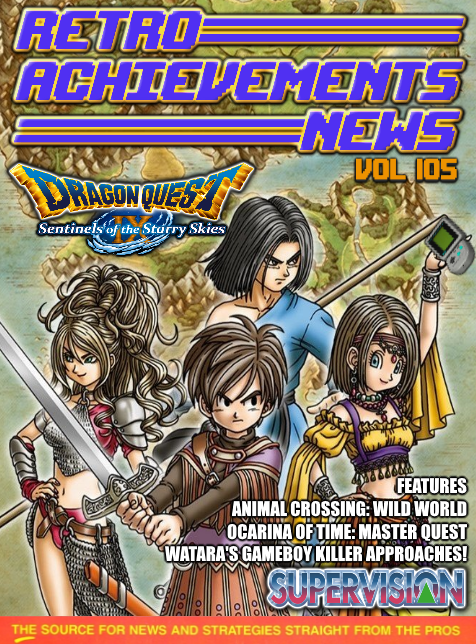 RETRO
ACHIEVEMENTS
NEWS
VOL 105
DRAGON QUEST
IX
Sentinels of the Starry Skies
FEATURES
ANIMAL CROSSING: WILD WORLD
OCARINA OF TIME: MASTER QUEST
WATARA'S GAMEBOY KILLER APPROACHES!
SUPERVISION
THE SOURCE FOR NEWS AND STRATEGIES STRAIGHT FROM THE PROS